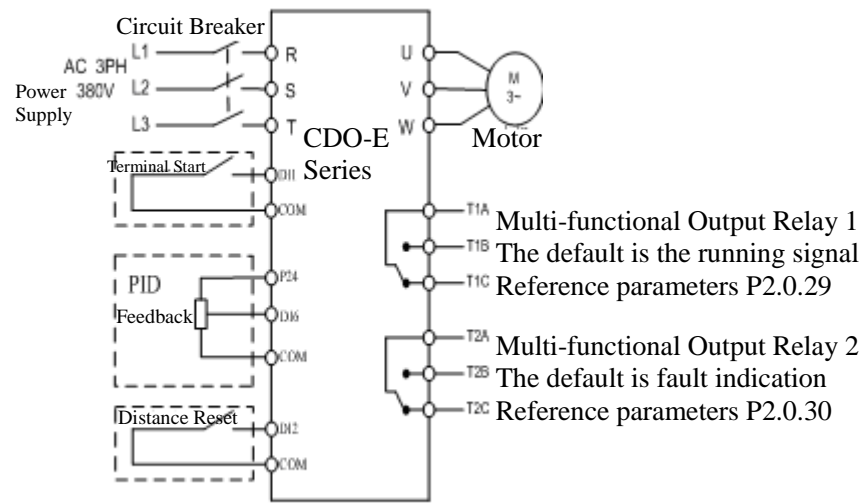 Circuit Breaker
L1
R
U
AC 3PH
M
3~
Power 380V
L2
S
V
Supply
L3
T
W
Motor
CDO-E
Series
Terminal Start
DI1
COM
T1A
Multi-functional Output Relay 1
T1B
The default is the running signal
T1C
Reference parameters P2.0.29
PID
P24
Feedback
DI6
COM
T2A
Multi-functional Output Relay 2
T2B
The default is fault indication
T2C
Reference parameters P2.0.30
Distance Reset
DI2
COM